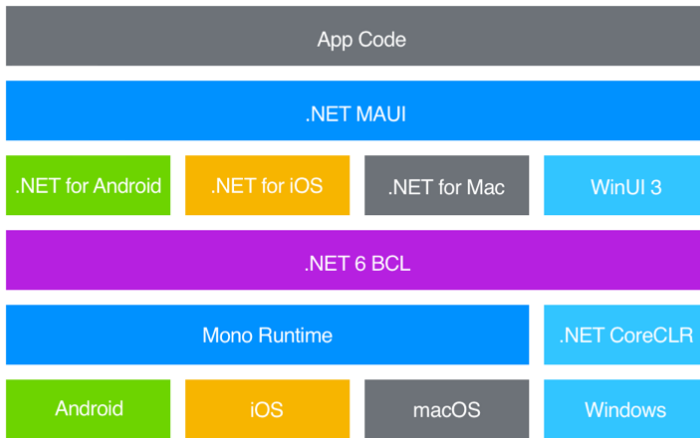 App Code
.NET MAUI
.NET for Android
.NET for iOS
.NET for Mac
WinUI 3
.NET 6 BCL
Mono Runtime
.NET CoreCLR
Android
iOS
macOS
Windows